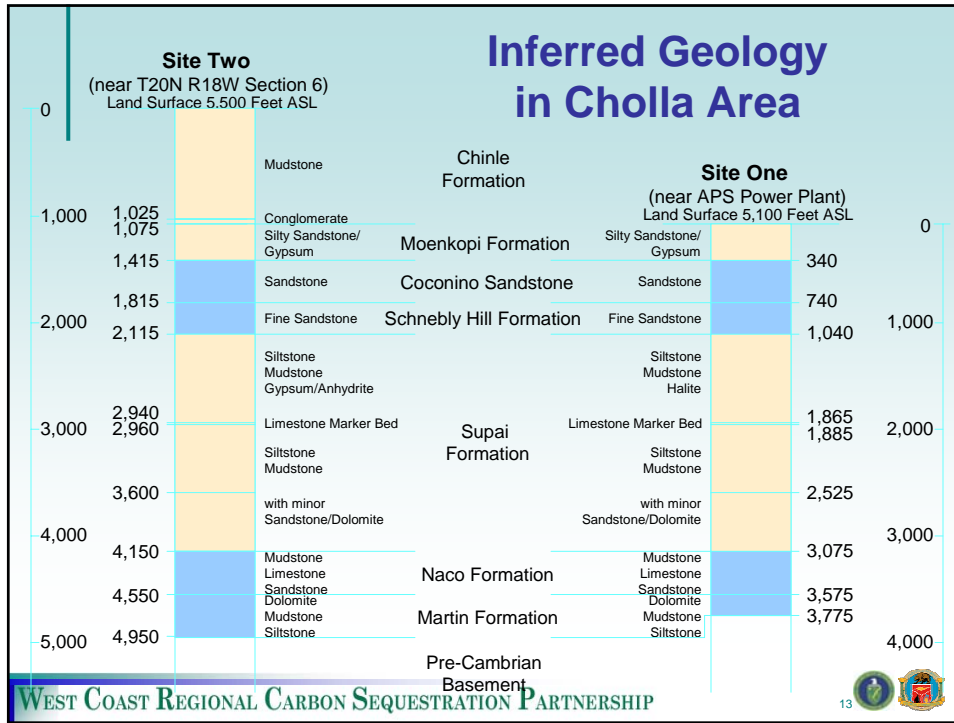 Inferred Geology
in Cholla Area
Site Two
(near T20N R18W Section 6)
Land Surface 5,500 Feet ASL
0
1,000
2,000
3,000
4,000
5,000
1,025
1,075
1,415
1,815
2,115
2,940
2,960
3,600
4,150
4,550
4,950
Mudstone
Conglomerate
Silty Sandstone/
Gypsum
Sandstone
Fine Sandstone
Siltstone
Mudstone
Gypsum/Anhydrite
Limestone Marker Bed
Siltstone
Mudstone
with minor
Sandstone/Dolomite
Mudstone
Limestone
Sandstone
Dolomite
Mudstone
Siltstone
Chinle
Formation
Moenkopi Formation
Coconino Sandstone
Schnebly Hill Formation
Supai
Formation
Naco Formation
Martin Formation
Pre-Cambrian
Basement
Site One
(near APS Power Plant)
Land Surface 5,100 Feet ASL
Silty Sandstone/
Gypsum
Sandstone
Fine Sandstone
Siltstone
Mudstone
Halite
Limestone Marker Bed
Siltstone
Mudstone
with minor
Sandstone/Dolomite
Mudstone
Limestone
Sandstone
Dolomite
Mudstone
Siltstone
340
740
1,040
1,865
1,885
2,525
3,075
3,575
3,775
0
1,000
2,000
3,000
4,000
WEST COAST REGIONAL CARBON SEQUESTRATION PARTNERSHIP
13